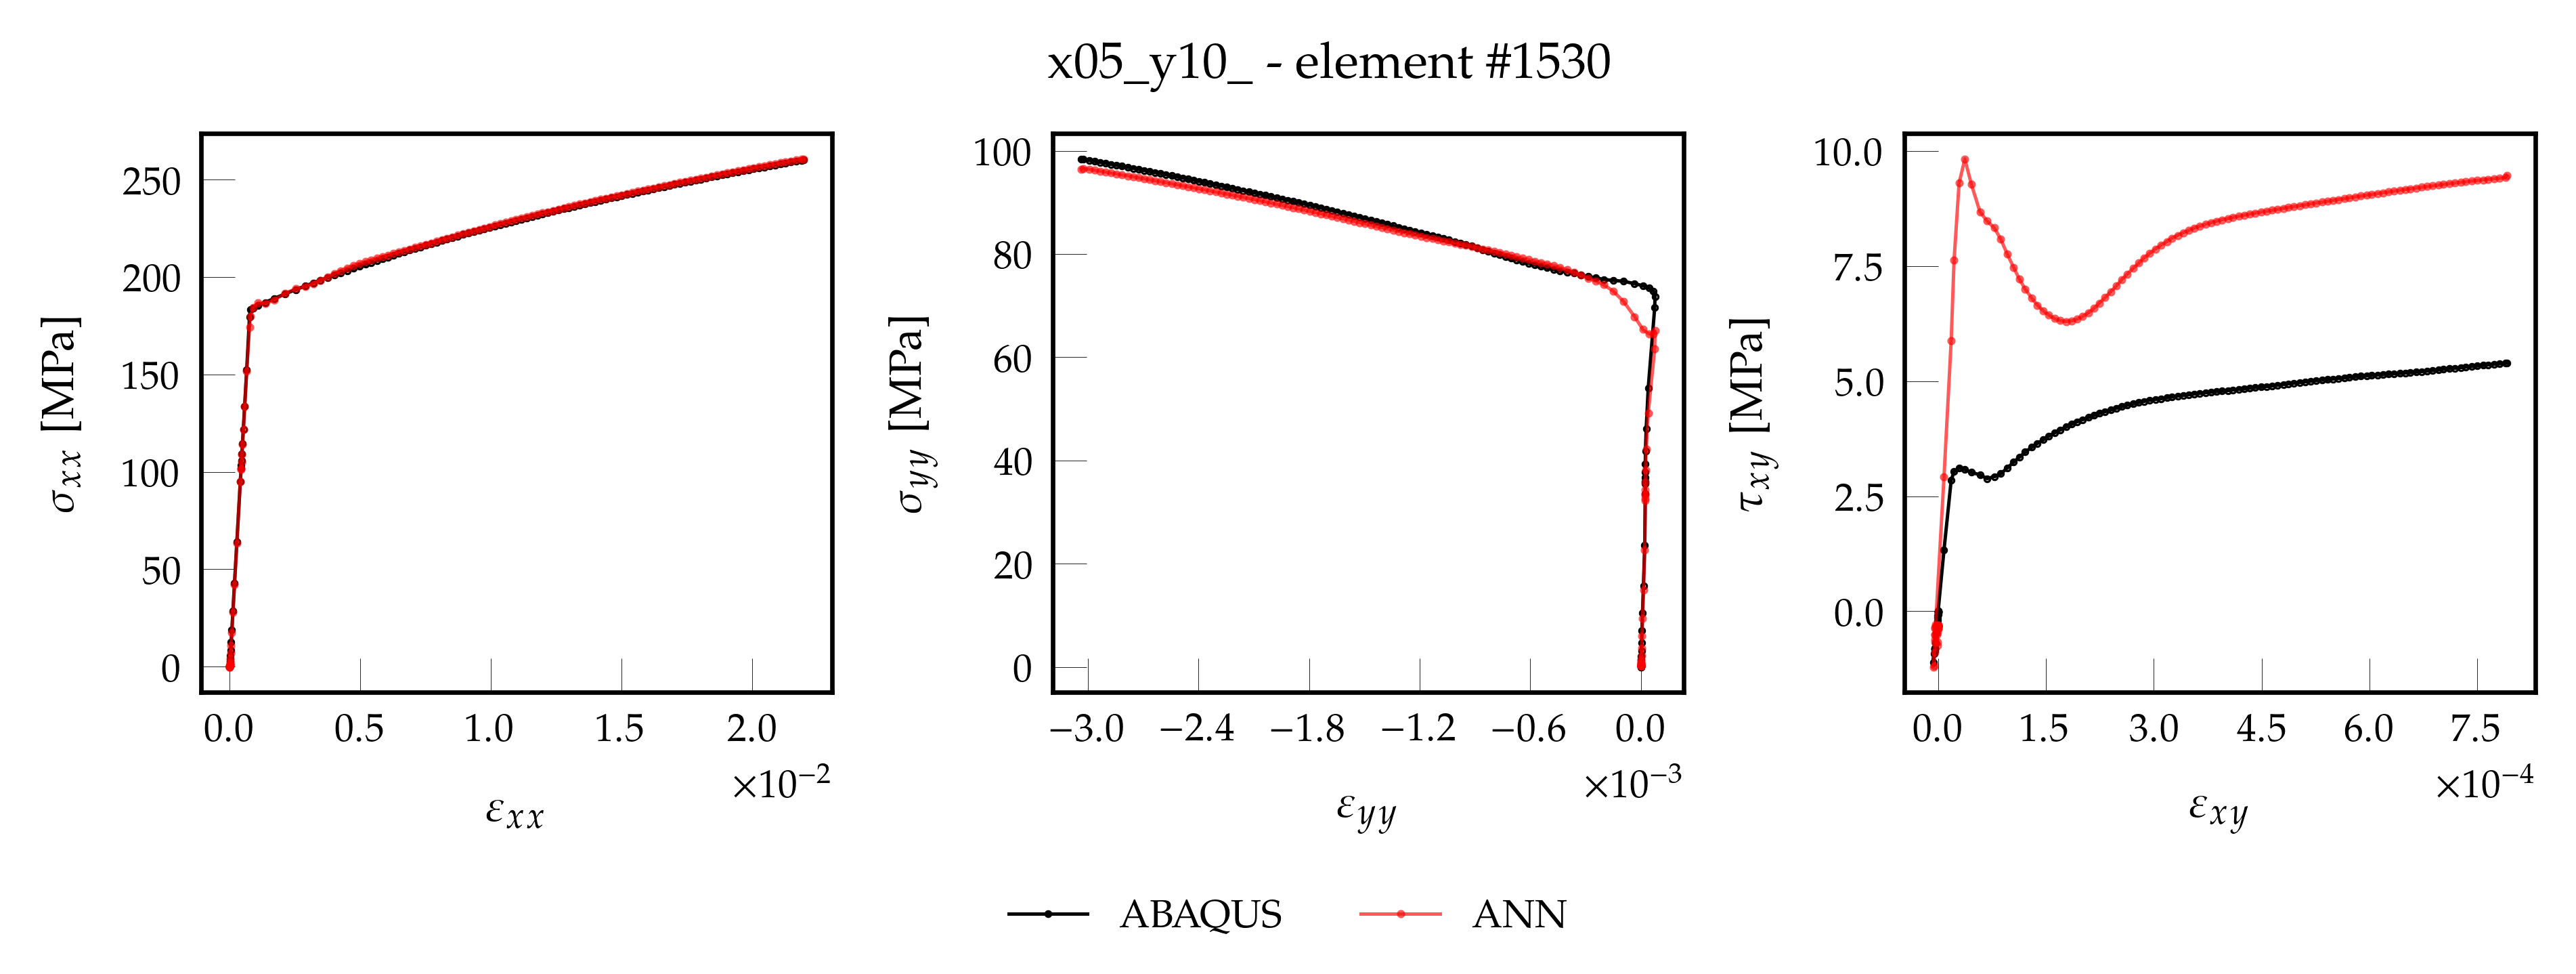 x05_y10_ - element #1530
σxx [MPa]
250
200
150
100
50
0
0.0 0.5 1.0 1.5 2.0
×10⁻²
εxx
σyy [MPa]
100
80
60
40
20
0
−3.0 −2.4 −1.8 −1.2 −0.6 0.0
×10⁻³
εyy
τxy [MPa]
10.0
7.5
5.0
2.5
0.0
0.0 1.5 3.0 4.5 6.0 7.5
×10⁻⁴
εxy
ABAQUS ANN